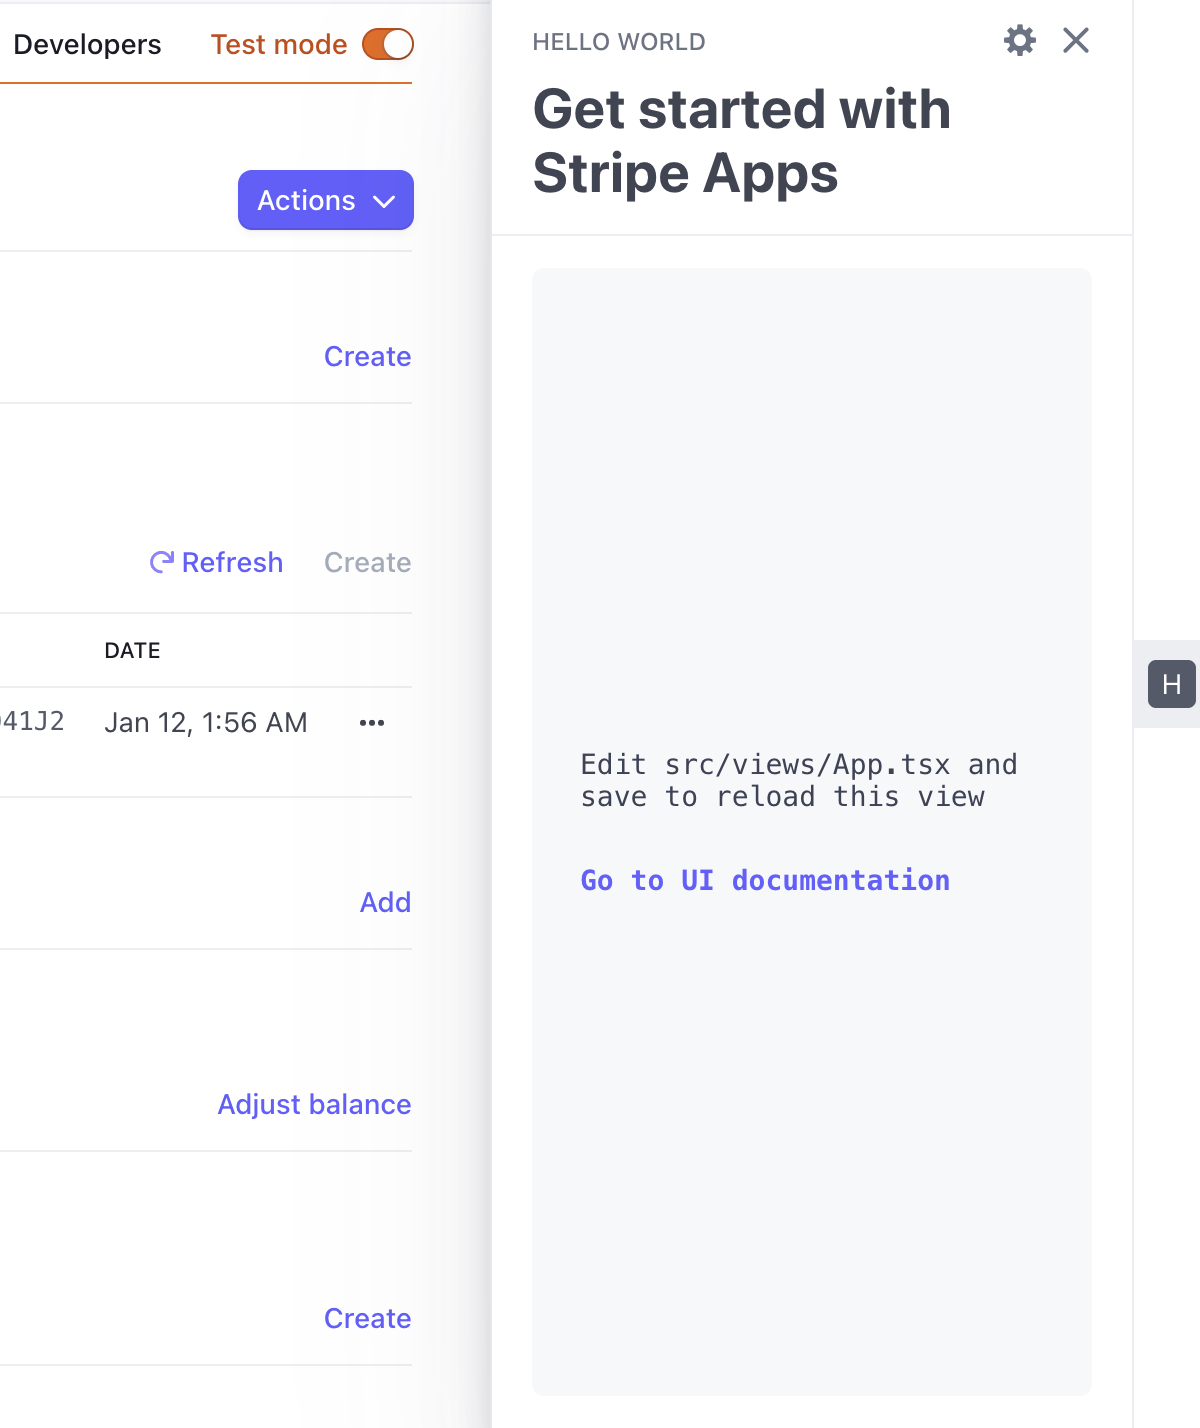 Developers Test mode
Actions
Create
Refresh Create
DATE
41J2 Jan 12, 1:56 AM
Add
Adjust balance
Create
HELLO WORLD
Get started with
Stripe Apps
Edit src/views/App.tsx and
save to reload this view
Go to UI documentation
H